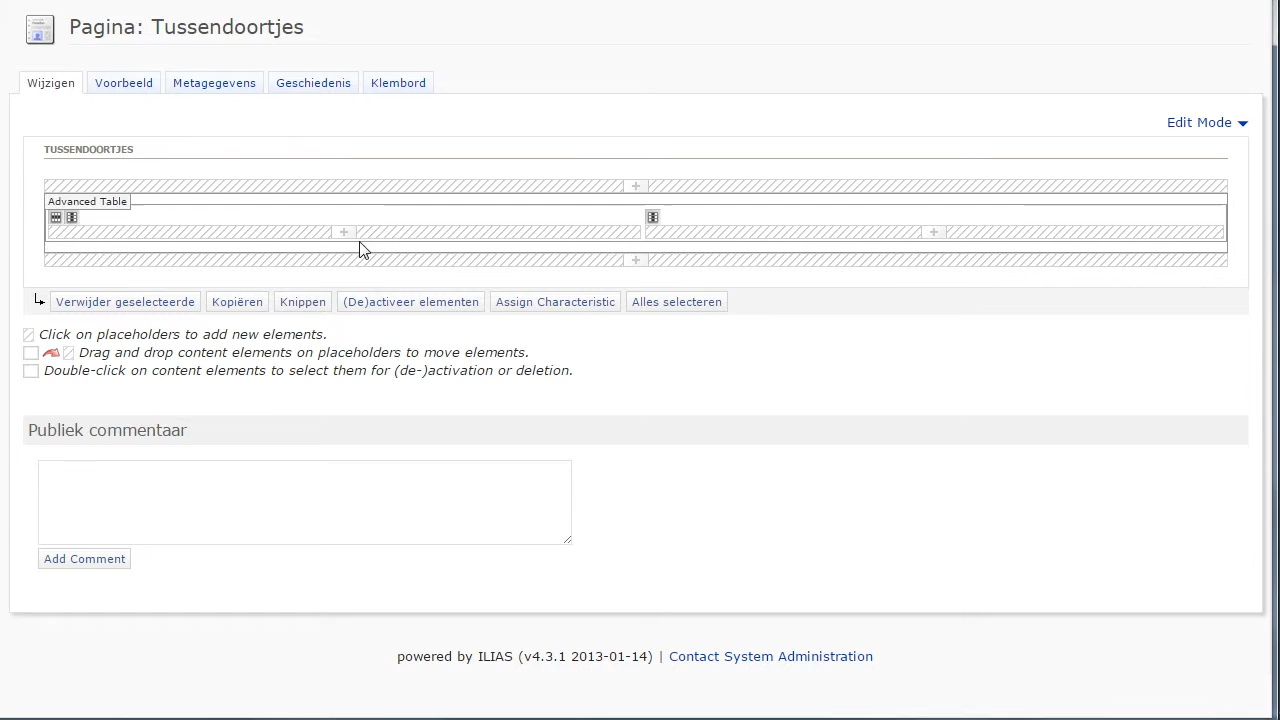 Pagina: Tussendoortjes
Wijzigen Voorbeeld Metagegevens Geschiedenis Klembord
Edit Mode
TUSSENDOORTJES
+
Advanced Table
+ +
+
Verwijder geselecteerde Kopiëren Knippen (De)activeer elementen Assign Characteristic Alles selecteren
Click on placeholders to add new elements.
Drag and drop content elements on placeholders to move elements.
Double-click on content elements to select them for (de-)activation or deletion.
Publiek commentaar
Add Comment
powered by ILIAS (v4.3.1 2013-01-14) | Contact System Administration